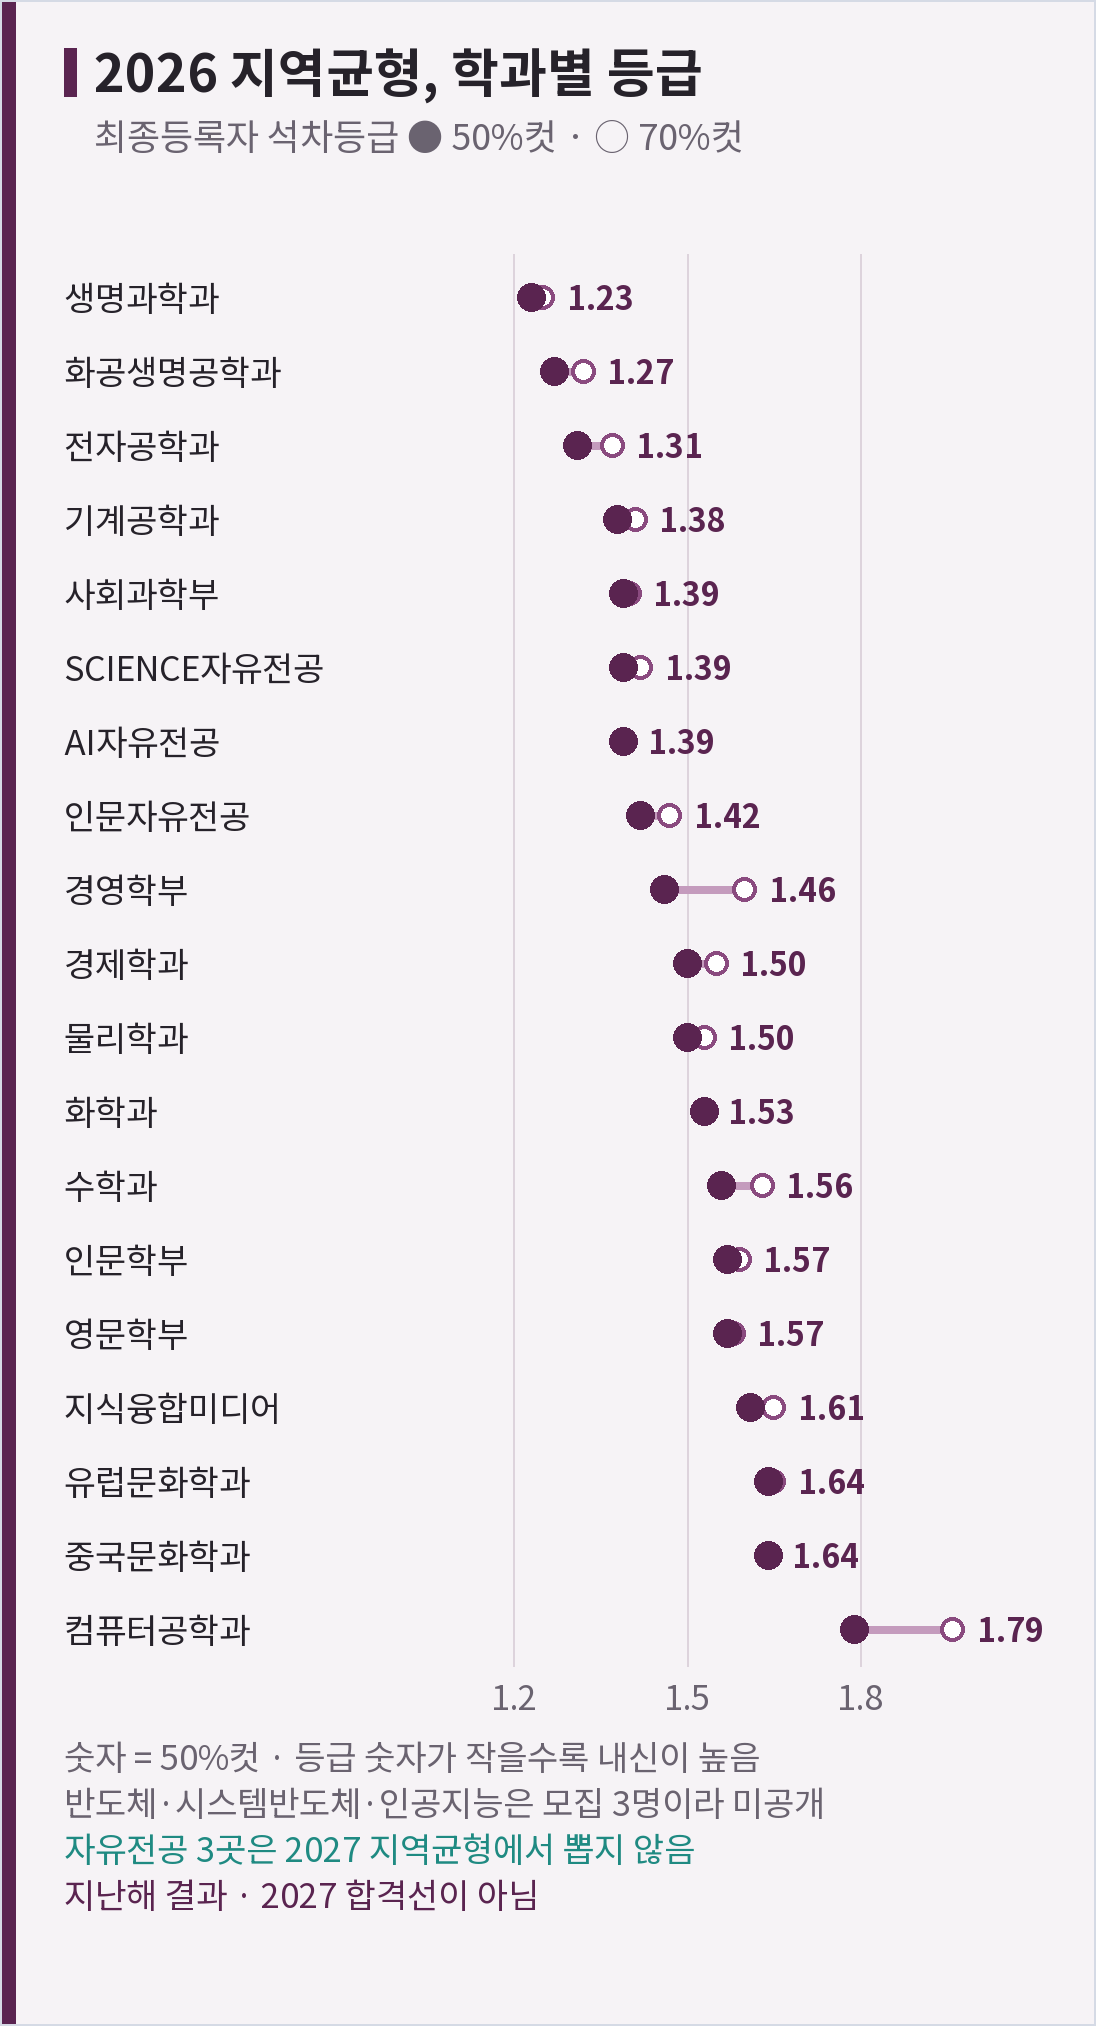 2026 지역균형, 학과별 등급
최종등록자 석차등급 ● 50%컷 · ○ 70%컷
생명과학과 1.23
화공생명공학과 1.27
전자공학과 1.31
기계공학과 1.38
사회과학부 1.39
SCIENCE자유전공 1.39
AI자유전공 1.39
인문자유전공 1.42
경영학부 1.46
경제학과 1.50
물리학과 1.50
화학과 1.53
수학과 1.56
인문학부 1.57
영문학부 1.57
지식융합미디어 1.61
유럽문화학과 1.64
중국문화학과 1.64
컴퓨터공학과 1.79
1.2 1.5 1.8
숫자 = 50%컷 · 등급 숫자가 작을수록 내신이 높음
반도체·시스템반도체·인공지능은 모집 3명이라 미공개
자유전공 3곳은 2027 지역균형에서 뽑지 않음
지난해 결과 · 2027 합격선이 아님